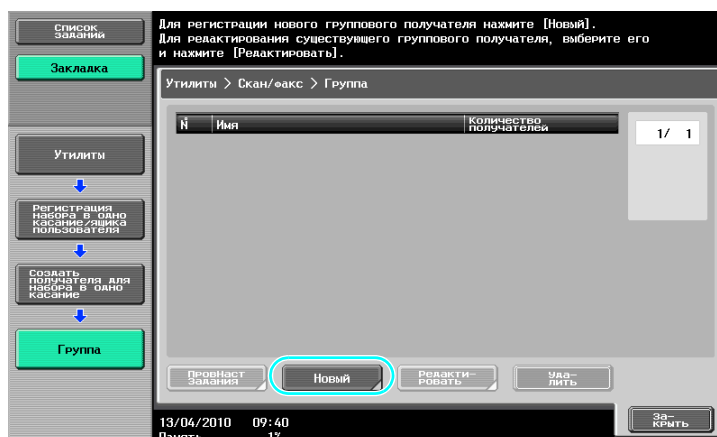 Список
заданий
Закладка
Для регистрации нового группового получателя нажмите [Новый].
Для редактирования существующего группового получателя, выберите его
и нажмите [Редактировать].
Утилиты > Скан/факс > Группа
N Имя Количество
получателей
1/ 1
Утилиты
Регистрация
набора в одно
касание/ящика
пользователя
Создать
получателя для
набора в одно
касание
Группа
ПровНаст
Задания
Новый
Редакти-
ровать
Уда-
лить
13/04/2010 09:40
Память 1%
За-
крыть